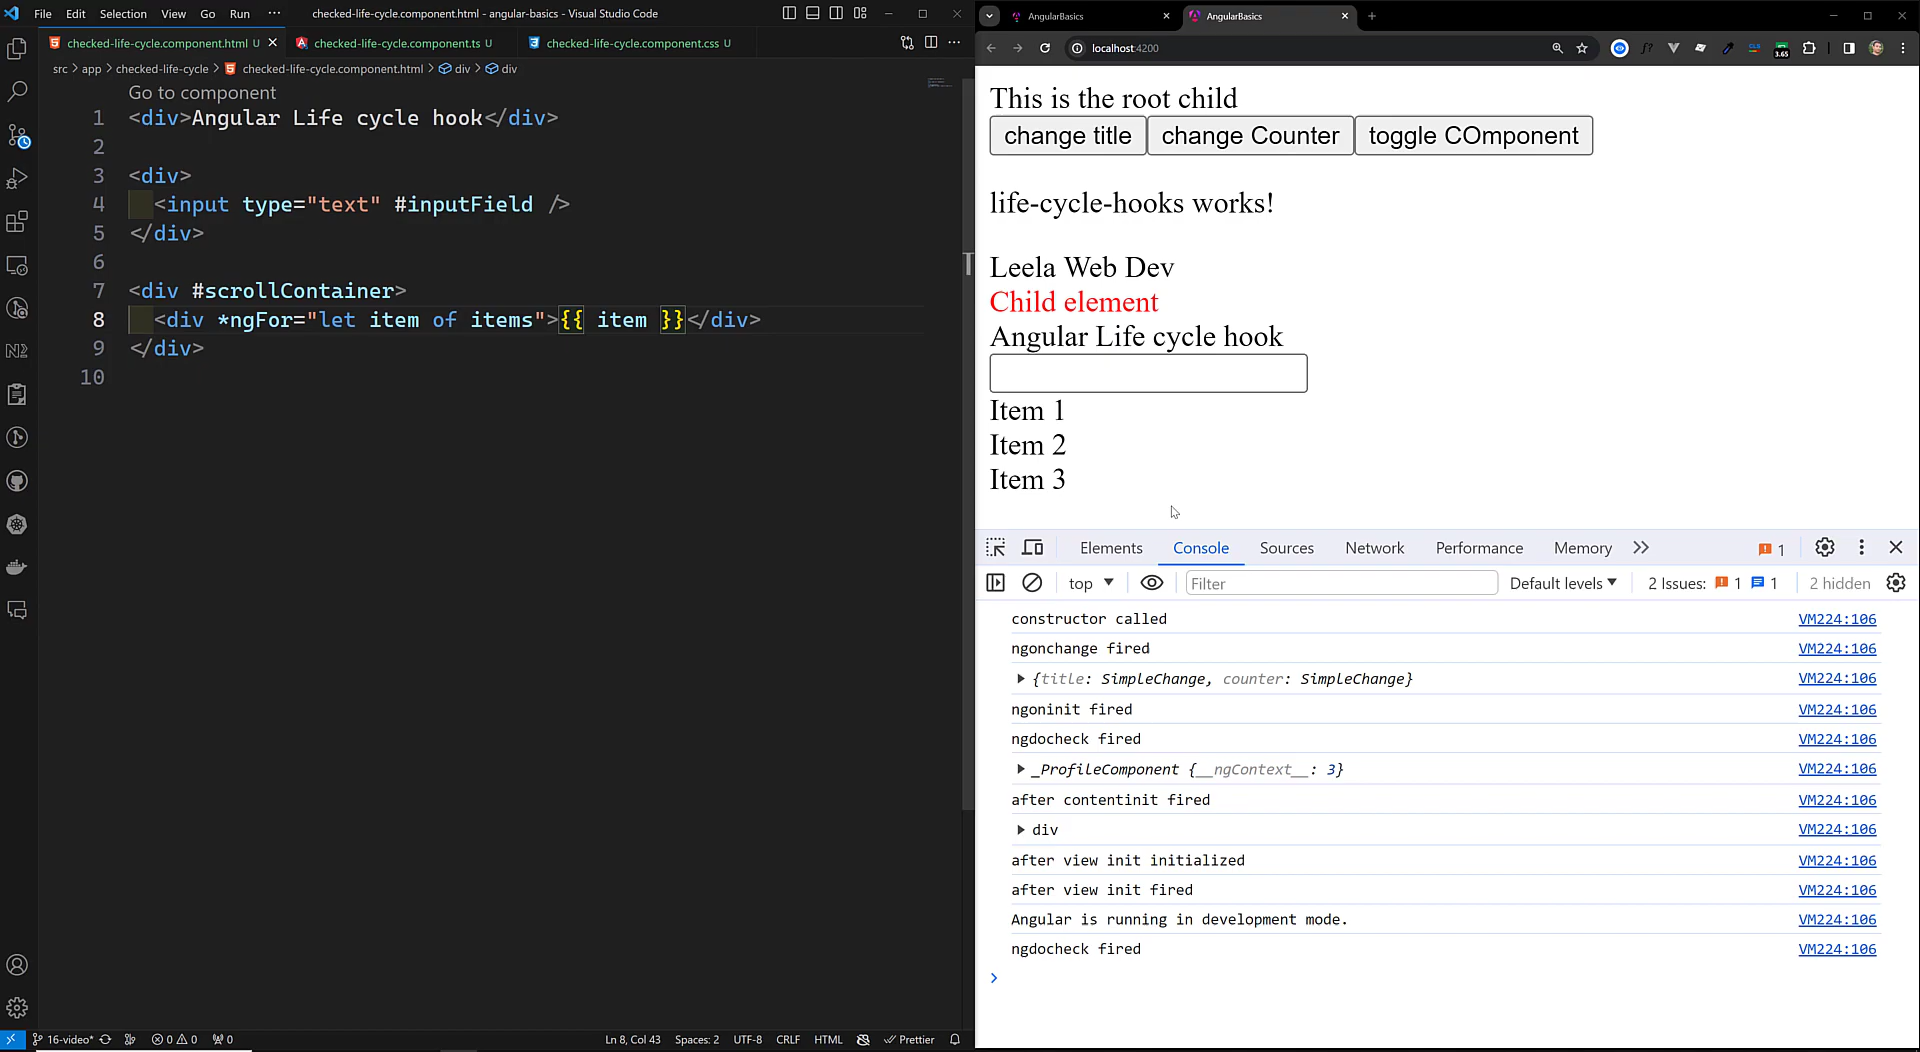 File Edit Selection View Go Run ··· checked-life-cycle.component.html - angular-basics - Visual Studio Code
checked-life-cycle.component.html U checked-life-cycle.component.ts U checked-life-cycle.component.css U
src > app > checked-life-cycle > checked-life-cycle.component.html > div > div
Go to component
1 <div>Angular Life cycle hook</div>
2
3 <div>
4 <input type="text" #inputField />
5 </div>
6
7 <div #scrollContainer>
8 <div *ngFor="let item of items">{{ item }}</div>
9 </div>
10
16-video* 0 0 0 Ln 8, Col 43 Spaces: 2 UTF-8 CRLF HTML Prettier
AngularBasics AngularBasics
localhost:4200
3.65
This is the root child
change title change Counter toggle COmponent
life-cycle-hooks works!
Leela Web Dev
Child element
Angular Life cycle hook
Item 1
Item 2
Item 3
Elements Console Sources Network Performance Memory 1
top Filter Default levels 2 Issues: 1 1 2 hidden
constructor called VM224:106
ngonchange fired VM224:106
{title: SimpleChange, counter: SimpleChange} VM224:106
ngoninit fired VM224:106
ngdocheck fired VM224:106
_ProfileComponent {__ngContext__: 3} VM224:106
after contentinit fired VM224:106
div VM224:106
after view init initialized VM224:106
after view init fired VM224:106
Angular is running in development mode. VM224:106
ngdocheck fired VM224:106